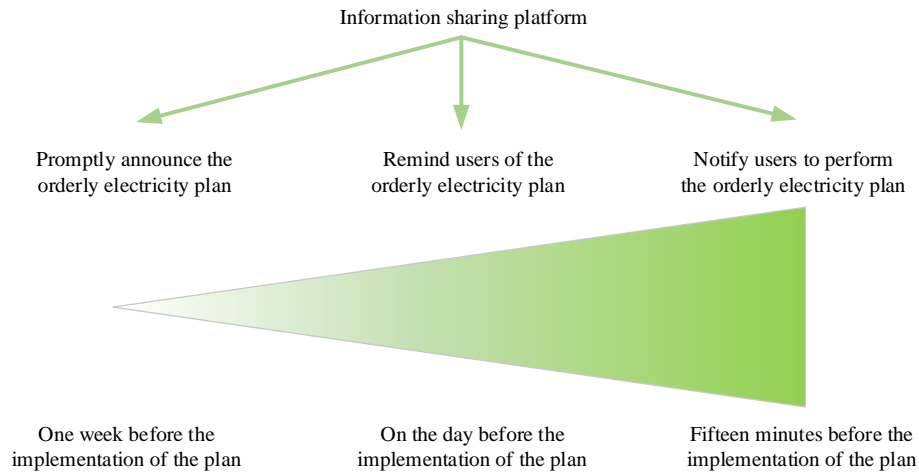 Information sharing platform
Promptly announce the
orderly electricity plan
Remind users of the
orderly electricity plan
Notify users to perform
the orderly electricity plan
One week before the
implementation of the plan
On the day before the
implementation of the plan
Fifteen minutes before the
implementation of the plan